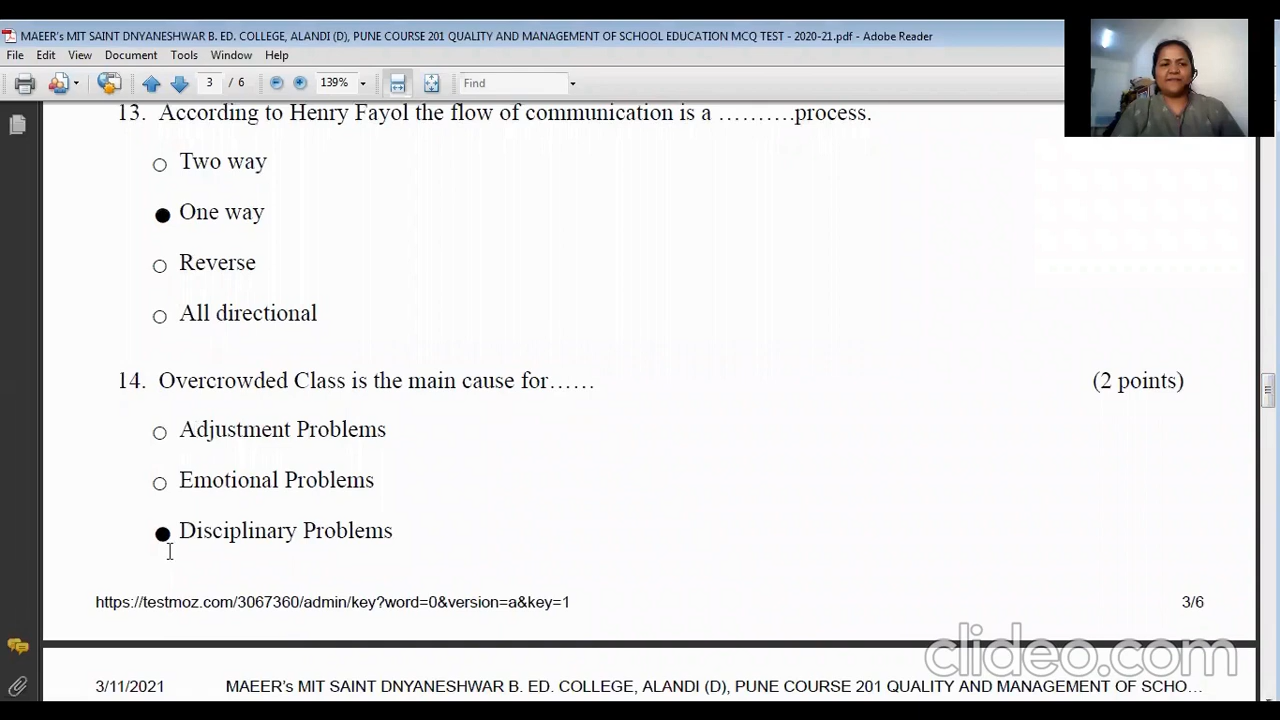 MAEER's MIT SAINT DNYANESHWAR B. ED. COLLEGE, ALANDI (D), PUNE COURSE 201 QUALITY AND MANAGEMENT OF SCHOOL EDUCATION MCQ TEST - 2020-21.pdf - Adobe Reader
File Edit View Document Tools Window Help
3 / 6 139% Find
13. According to Henry Fayol the flow of communication is a ……….process.
Two way
One way
Reverse
All directional
14. Overcrowded Class is the main cause for…… (2 points)
Adjustment Problems
Emotional Problems
Disciplinary Problems
https://testmoz.com/3067360/admin/key?word=0&version=a&key=1 3/6
clideo.com
3/11/2021 MAEER's MIT SAINT DNYANESHWAR B. ED. COLLEGE, ALANDI (D), PUNE COURSE 201 QUALITY AND MANAGEMENT OF SCHO…